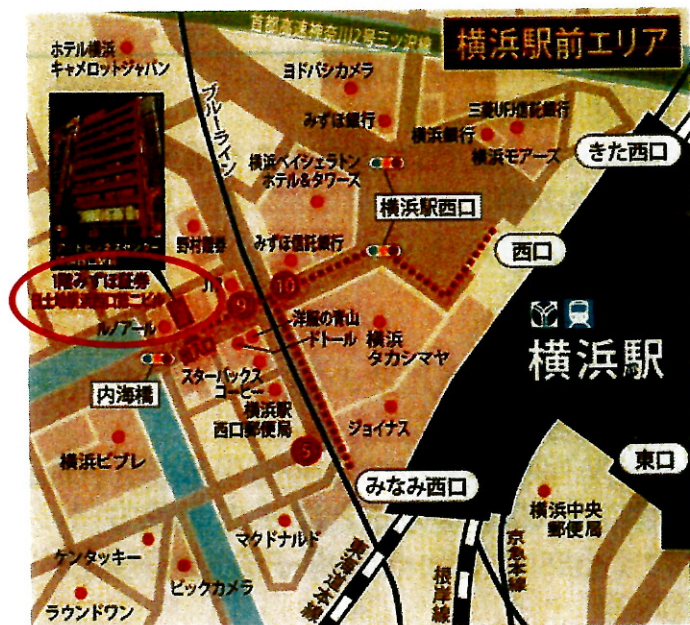 首都高速神奈川2号三ツ沢線
横浜駅前エリア
ホテル横浜
キャメロットジャパン
ヨドバシカメラ
ブルーライン
みずほ銀行
三菱UFJ信託銀行
横浜銀行
横浜モアーズ
きた西口
横浜ベイシェラトン
ホテル&タワーズ
横浜駅西口
西口
野村證券
みずほ信託銀行
1階みずほ証券
9
10
ルノアール
洋服の青山
ドトール
横浜
タカシマヤ
横浜駅
内海橋
スターバックス
コーヒー
横浜駅
西口郵便局
ジョイナス
横浜ビブレ
5
みなみ西口
東口
横浜中央
郵便局
マクドナルド
ケンタッキー
ビックカメラ
ラウンドワン
東海道本線
根岸線
京急本線